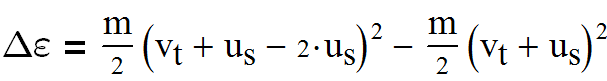 Δε = m/2 (v_t + u_s − 2·u_s)² − m/2 (v_t + u_s)²